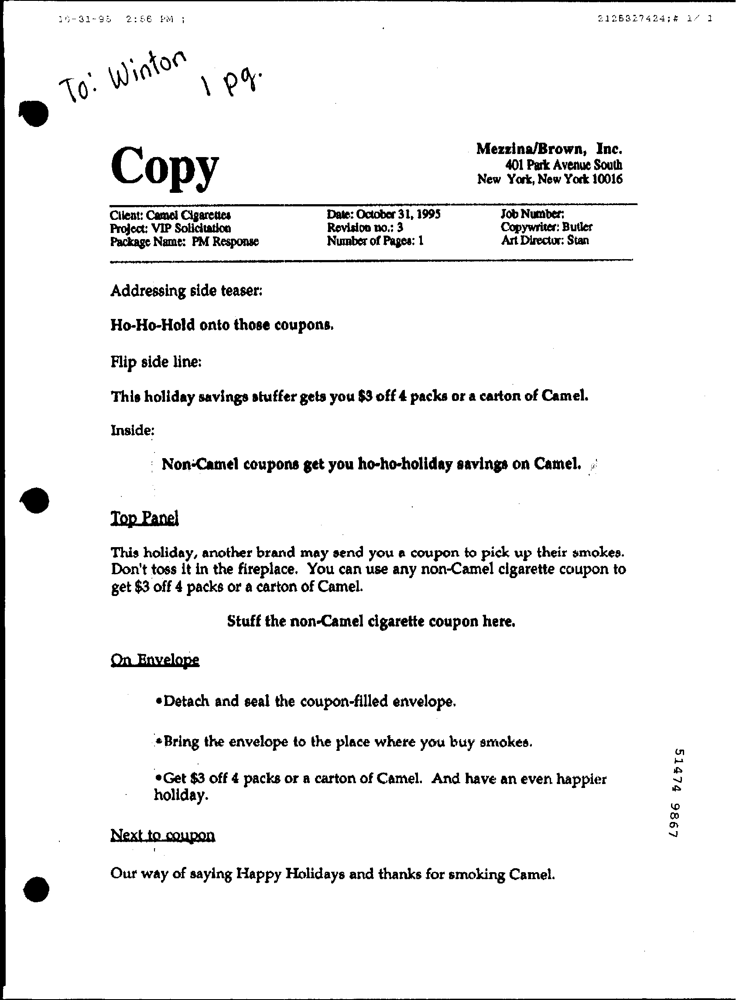 10-31-95 2:56 PM ;
2125327424;# 1/ 1
To: Winton
1 pg.
Copy
Mezzina/Brown, Inc.
401 Park Avenue South
New York, New York 10016
Client: Camel Cigarettes
Project: VIP Solicitation
Package Name: PM Response
Date: October 31, 1995
Revision no.: 3
Number of Pages: 1
Job Number:
Copywriter: Butler
Art Director: Stan
Addressing side teaser:
Ho-Ho-Hold onto those coupons.
Flip side line:
This holiday savings stuffer gets you $3 off 4 packs or a carton of Camel.
Inside:
Non-Camel coupons get you ho-ho-holiday savings on Camel.
Top Panel
This holiday, another brand may send you a coupon to pick up their smokes.
Don't toss it in the fireplace. You can use any non-Camel cigarette coupon to
get $3 off 4 packs or a carton of Camel.
Stuff the non-Camel cigarette coupon here.
On Envelope
•Detach and seal the coupon-filled envelope.
•Bring the envelope to the place where you buy smokes.
•Get $3 off 4 packs or a carton of Camel. And have an even happier
holiday.
Next to coupon
Our way of saying Happy Holidays and thanks for smoking Camel.
51474 9867